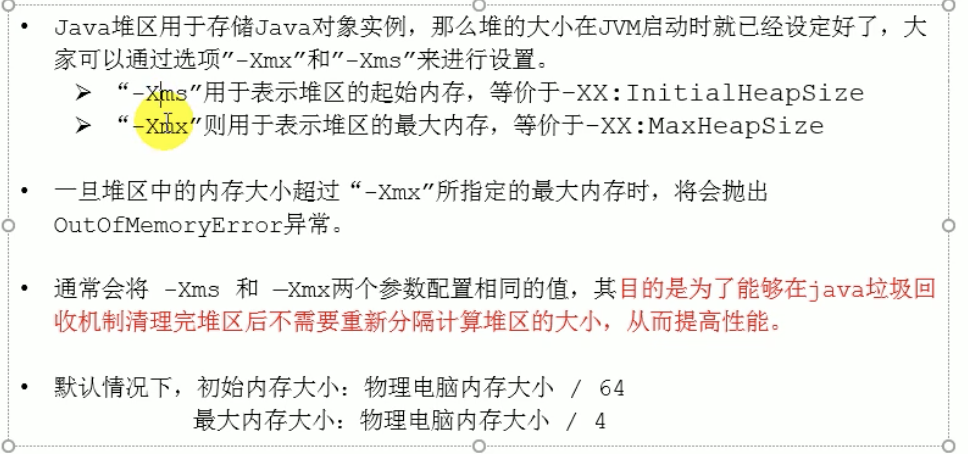 • Java堆区用于存储Java对象实例，那么堆的大小在JVM启动时就已经设定好了，大
家可以通过选项”-Xmx”和”-Xms”来进行设置。
➢ “-Xms”用于表示堆区的起始内存，等价于-XX:InitialHeapSize
➢ “-Xmx”则用于表示堆区的最大内存，等价于-XX:MaxHeapSize
• 一旦堆区中的内存大小超过“-Xmx”所指定的最大内存时，将会抛出
OutOfMemoryError异常。
• 通常会将 -Xms 和 —Xmx两个参数配置相同的值，其目的是为了能够在java垃圾回
收机制清理完堆区后不需要重新分隔计算堆区的大小，从而提高性能。
• 默认情况下，初始内存大小：物理电脑内存大小 / 64
最大内存大小：物理电脑内存大小 / 4